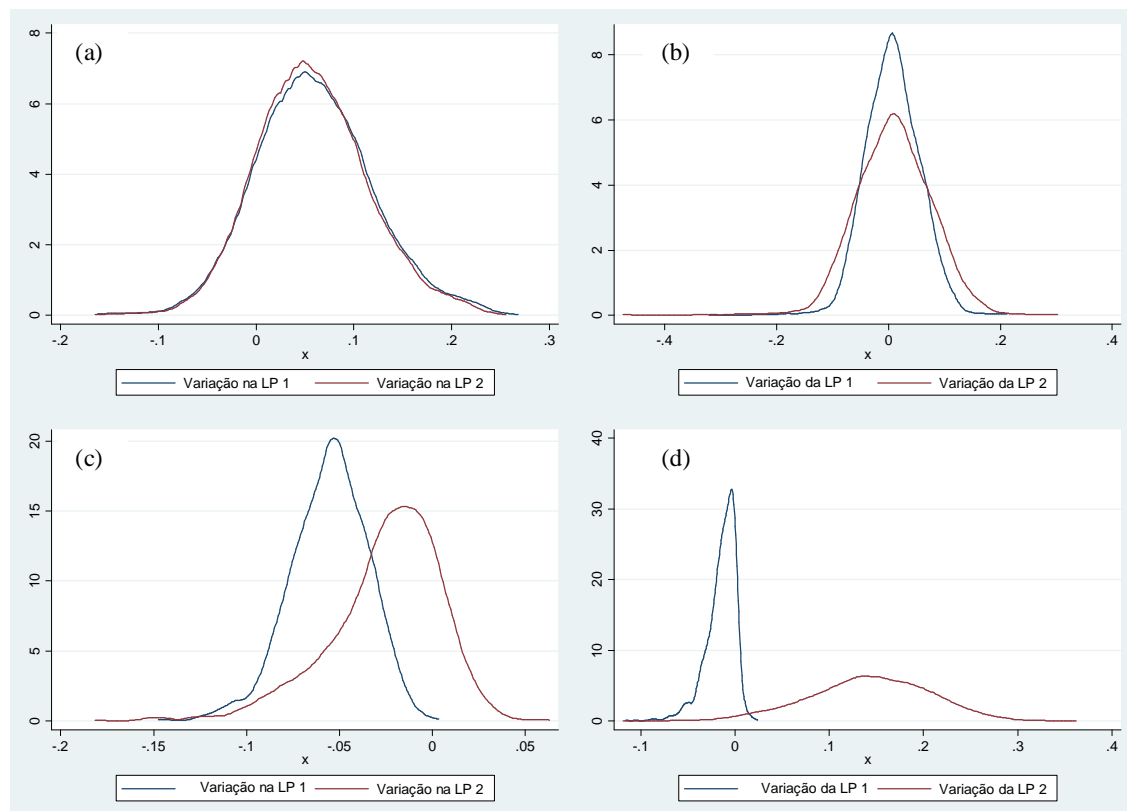 (a)
8
6
4
2
0
-.2 -.1 0 .1 .2 .3
x
Variação na LP 1 Variação na LP 2
(b)
8
6
4
2
0
-.4 -.2 0 .2 .4
x
Variação da LP 1 Variação da LP 2
(c)
20
15
10
5
0
-.2 -.15 -.1 -.05 0 .05
x
Variação na LP 1 Variação na LP 2
(d)
40
30
20
10
0
-.1 0 .1 .2 .3 .4
x
Variação da LP 1 Variação da LP 2